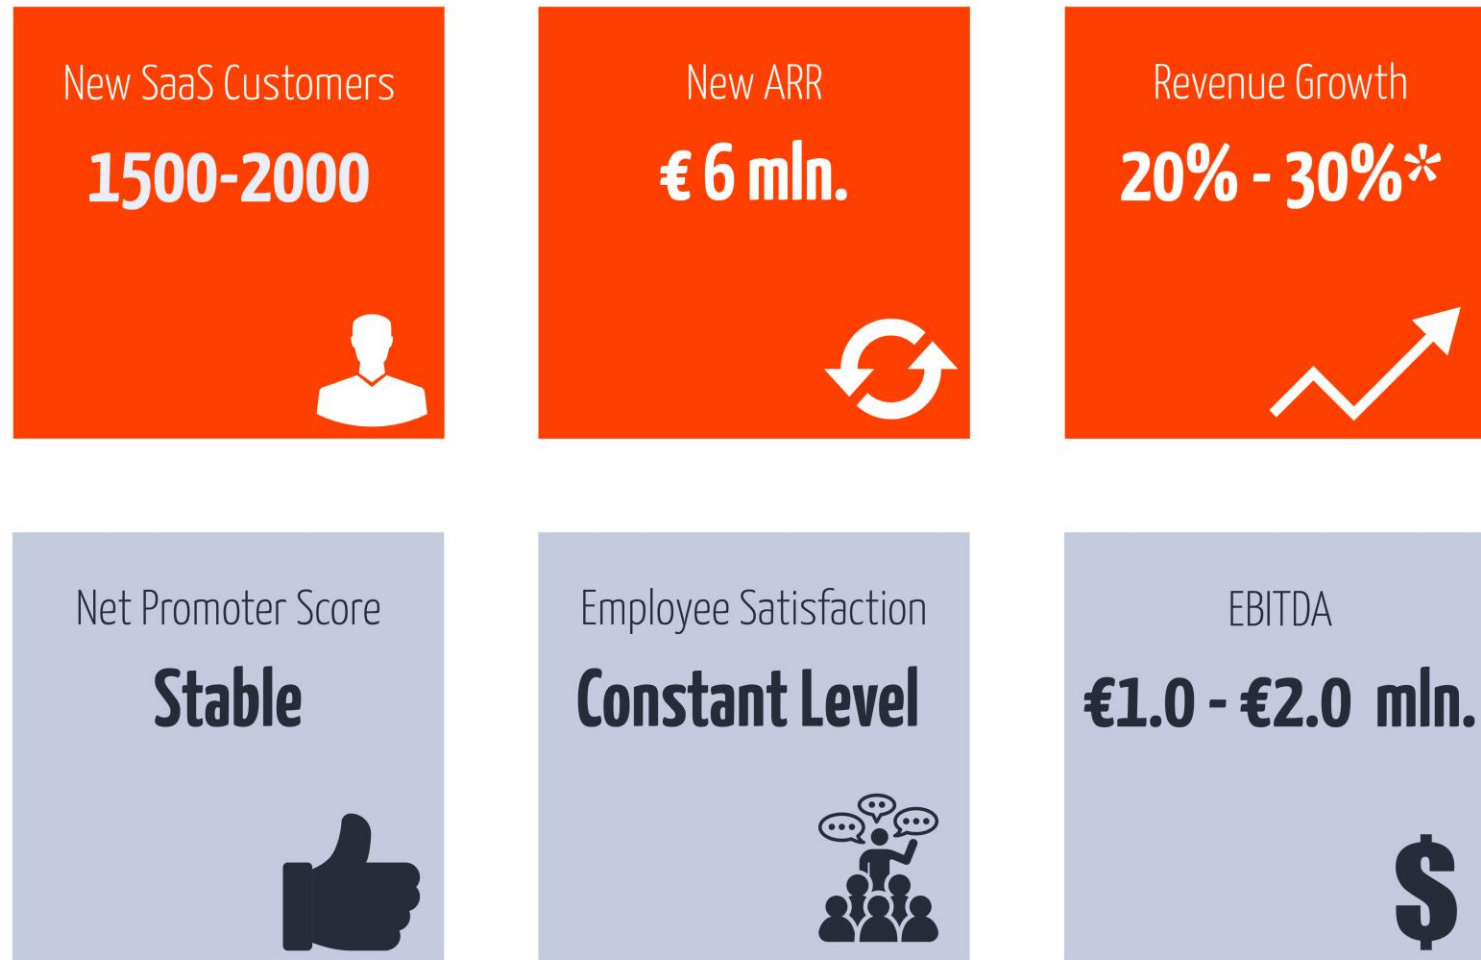 New SaaS Customers
1500-2000
New ARR
€ 6 mln.
Revenue Growth
20% - 30%*
Net Promoter Score
Stable
Employee Satisfaction
Constant Level
EBITDA
€1.0 - €2.0 mln.
$